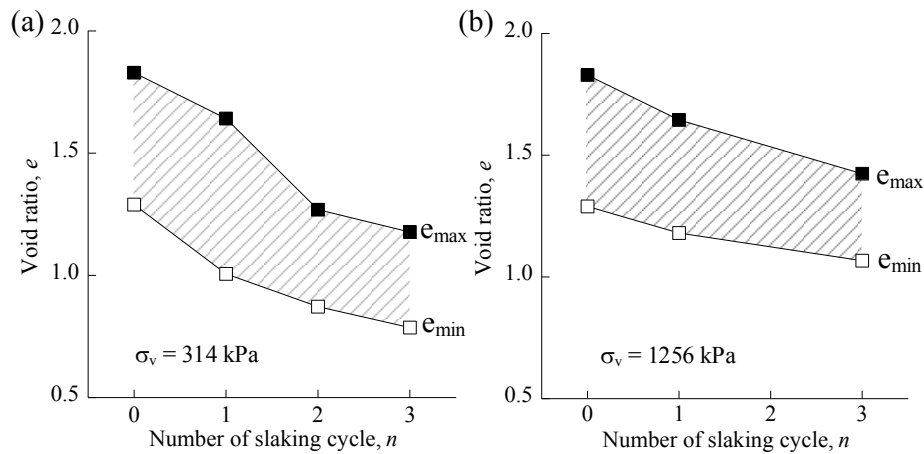 (a)
2.0
1.5
1.0
0.5
Void ratio, e
e_max
e_min
σ_v = 314 kPa
0 1 2 3
Number of slaking cycle, n
(b)
2.0
1.5
1.0
0.5
Void ratio, e
e_max
e_min
σ_v = 1256 kPa
0 1 2 3
Number of slaking cycle, n